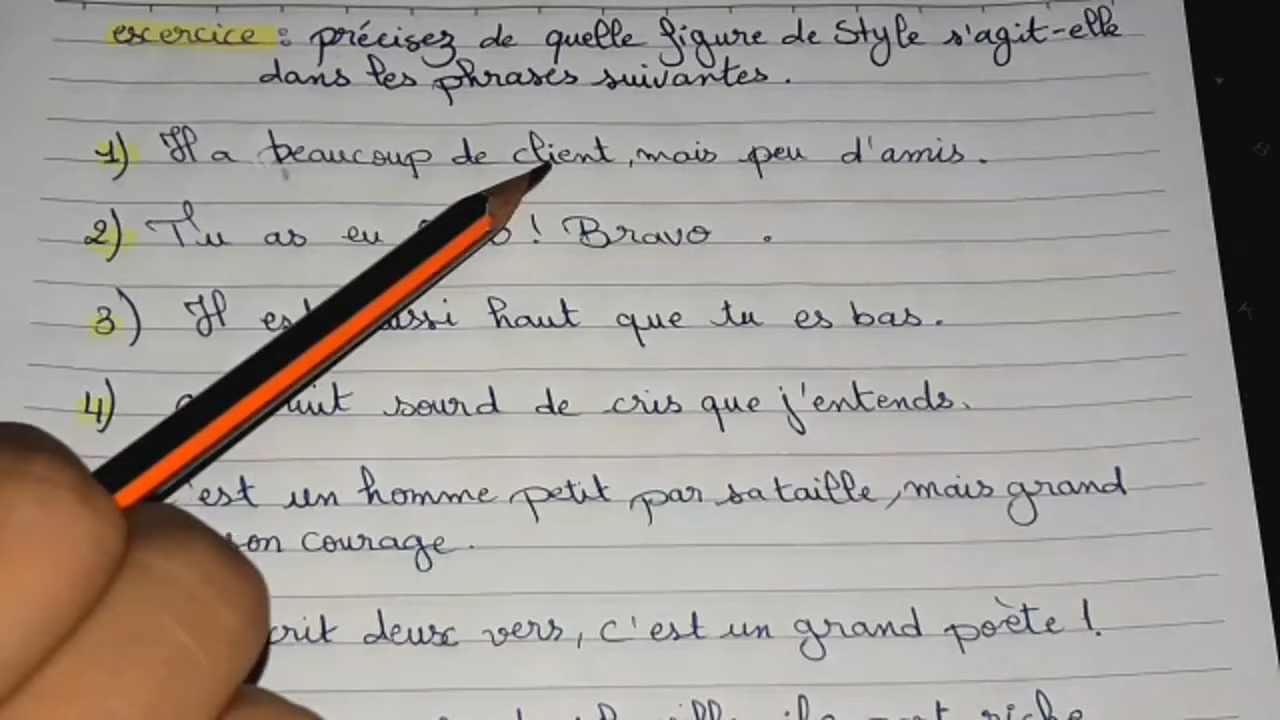 escercice : précisez de quelle figure de Style s'agit-elle
dans les phrases suivantes.
1) Il a beaucoup de client, mais peu d'amis.
2) Tu as eu ! Bravo .
3) Il haut que tu es bas.
4) sourd de cris que j'entends.
est un homme petit par sa taille, mais grand
courage.
deux vers, c'est un grand poète !